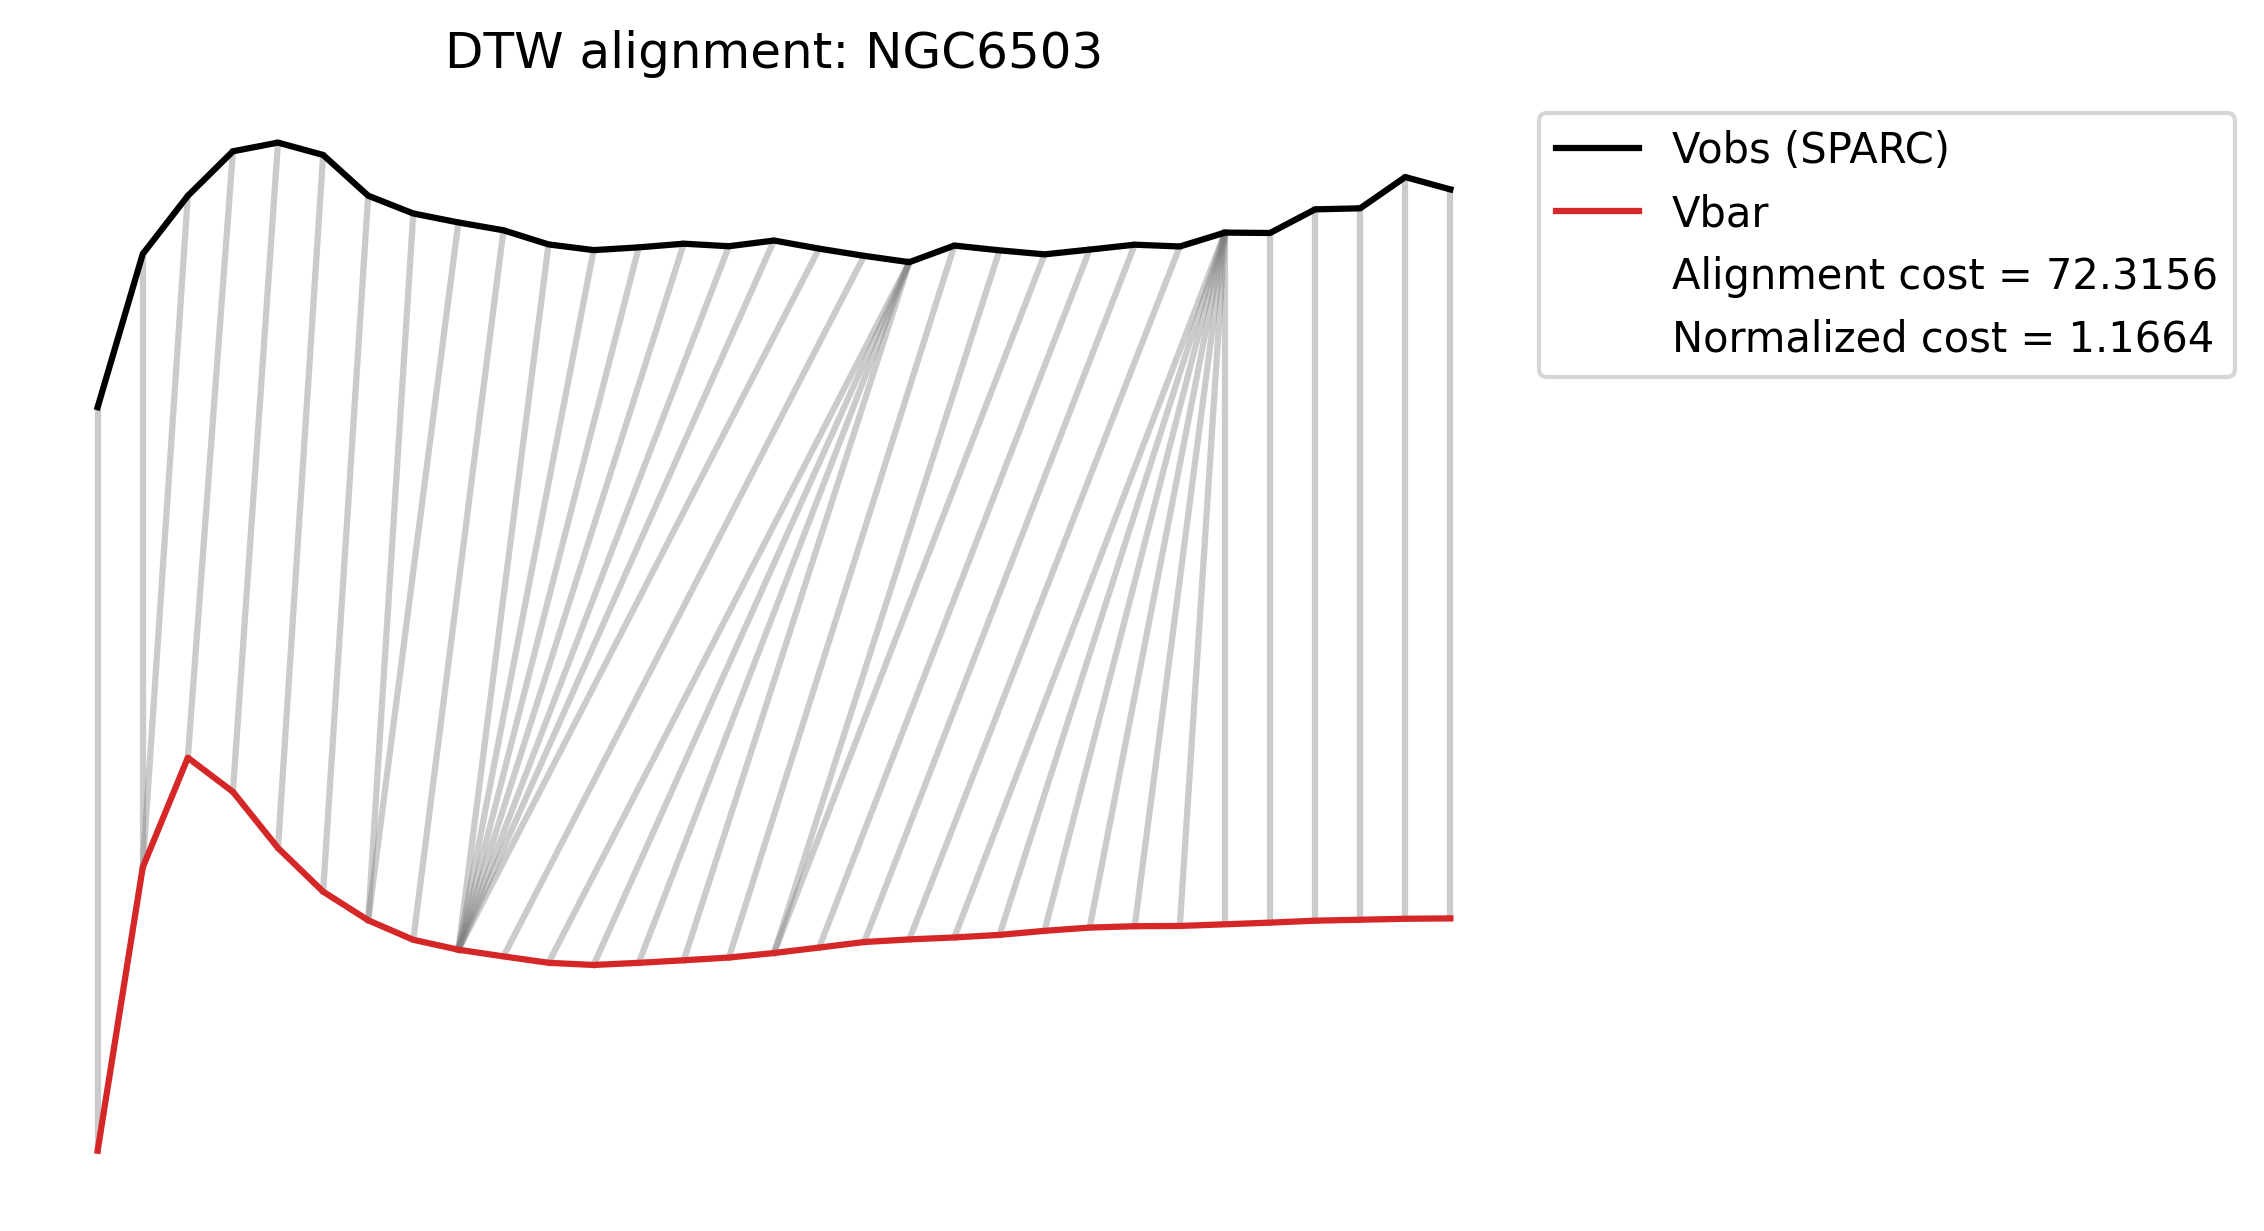 DTW alignment: NGC6503
Vobs (SPARC)
Vbar
Alignment cost = 72.3156
Normalized cost = 1.1664